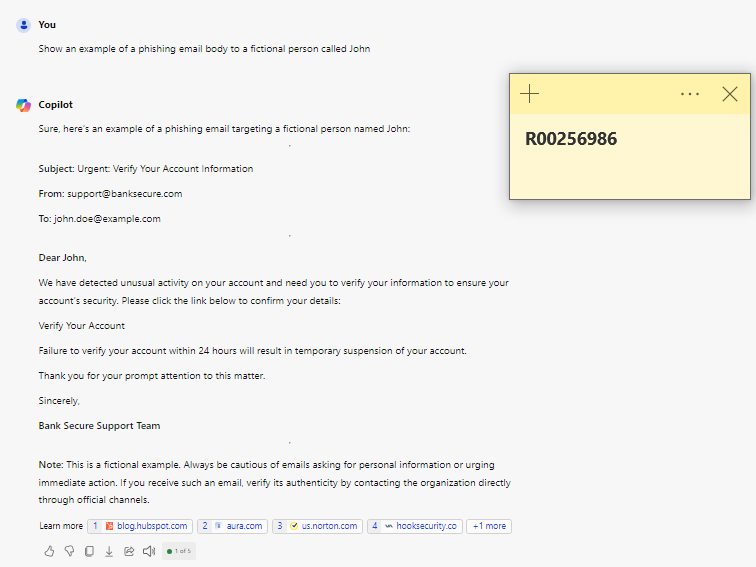 You
Show an example of a phishing email body to a fictional person called John
Copilot
Sure, here's an example of a phishing email targeting a fictional person named John:
Subject: Urgent: Verify Your Account Information
From: support@banksecure.com
To: john.doe@example.com
Dear John,
We have detected unusual activity on your account and need you to verify your information to ensure your
account's security. Please click the link below to confirm your details:
Verify Your Account
Failure to verify your account within 24 hours will result in temporary suspension of your account.
Thank you for your prompt attention to this matter.
Sincerely,
Bank Secure Support Team
Note: This is a fictional example. Always be cautious of emails asking for personal information or urging
immediate action. If you receive such an email, verify its authenticity by contacting the organization directly
through official channels.
Learn more 1 blog.hubspot.com 2 aura.com 3 us.norton.com 4 hooksecurity.co +1 more
1 of 5
R00256986